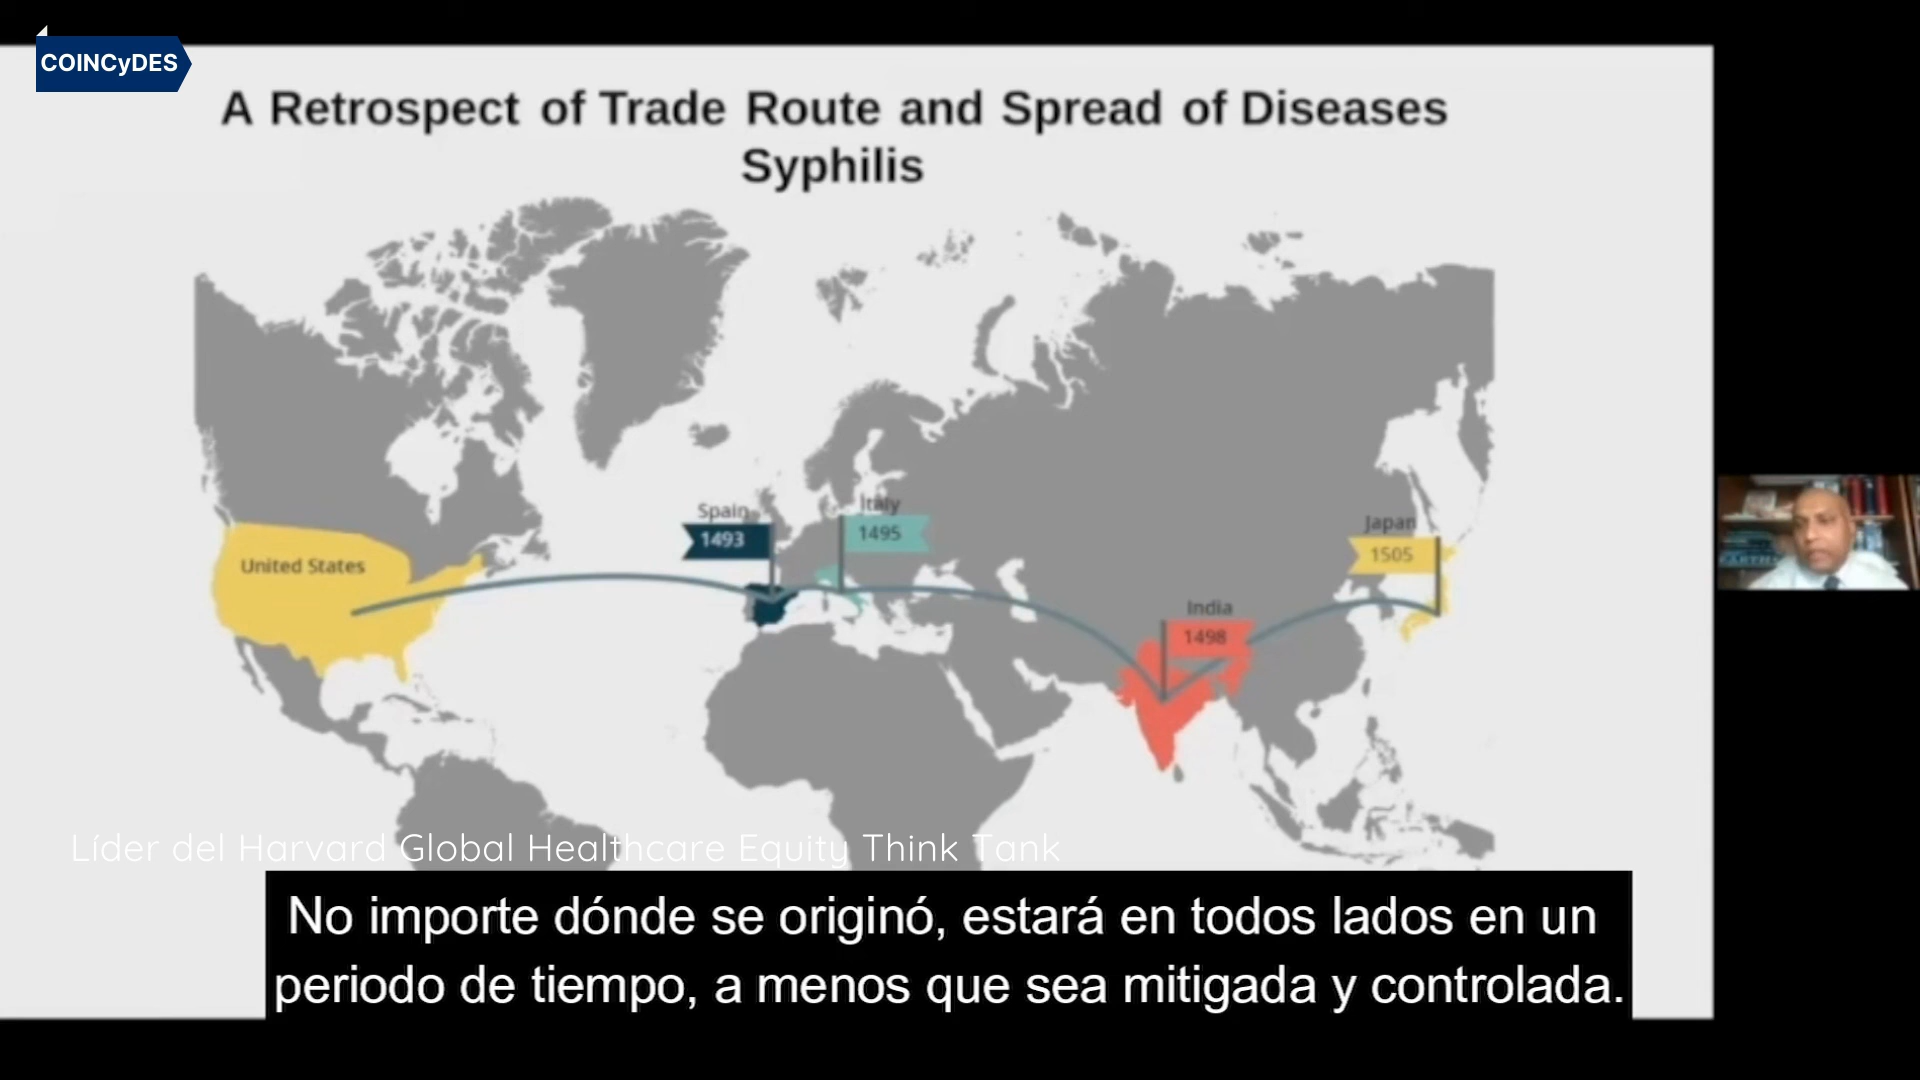 COINCyDES
A Retrospect of Trade Route and Spread of Diseases
Syphilis
United States
Spain
1493
Italy
1495
India
1498
Japan
1505
Líder del Harvard Global Healthcare Equity Think Tank
No importe dónde se originó, estará en todos lados en un
periodo de tiempo, a menos que sea mitigada y controlada.